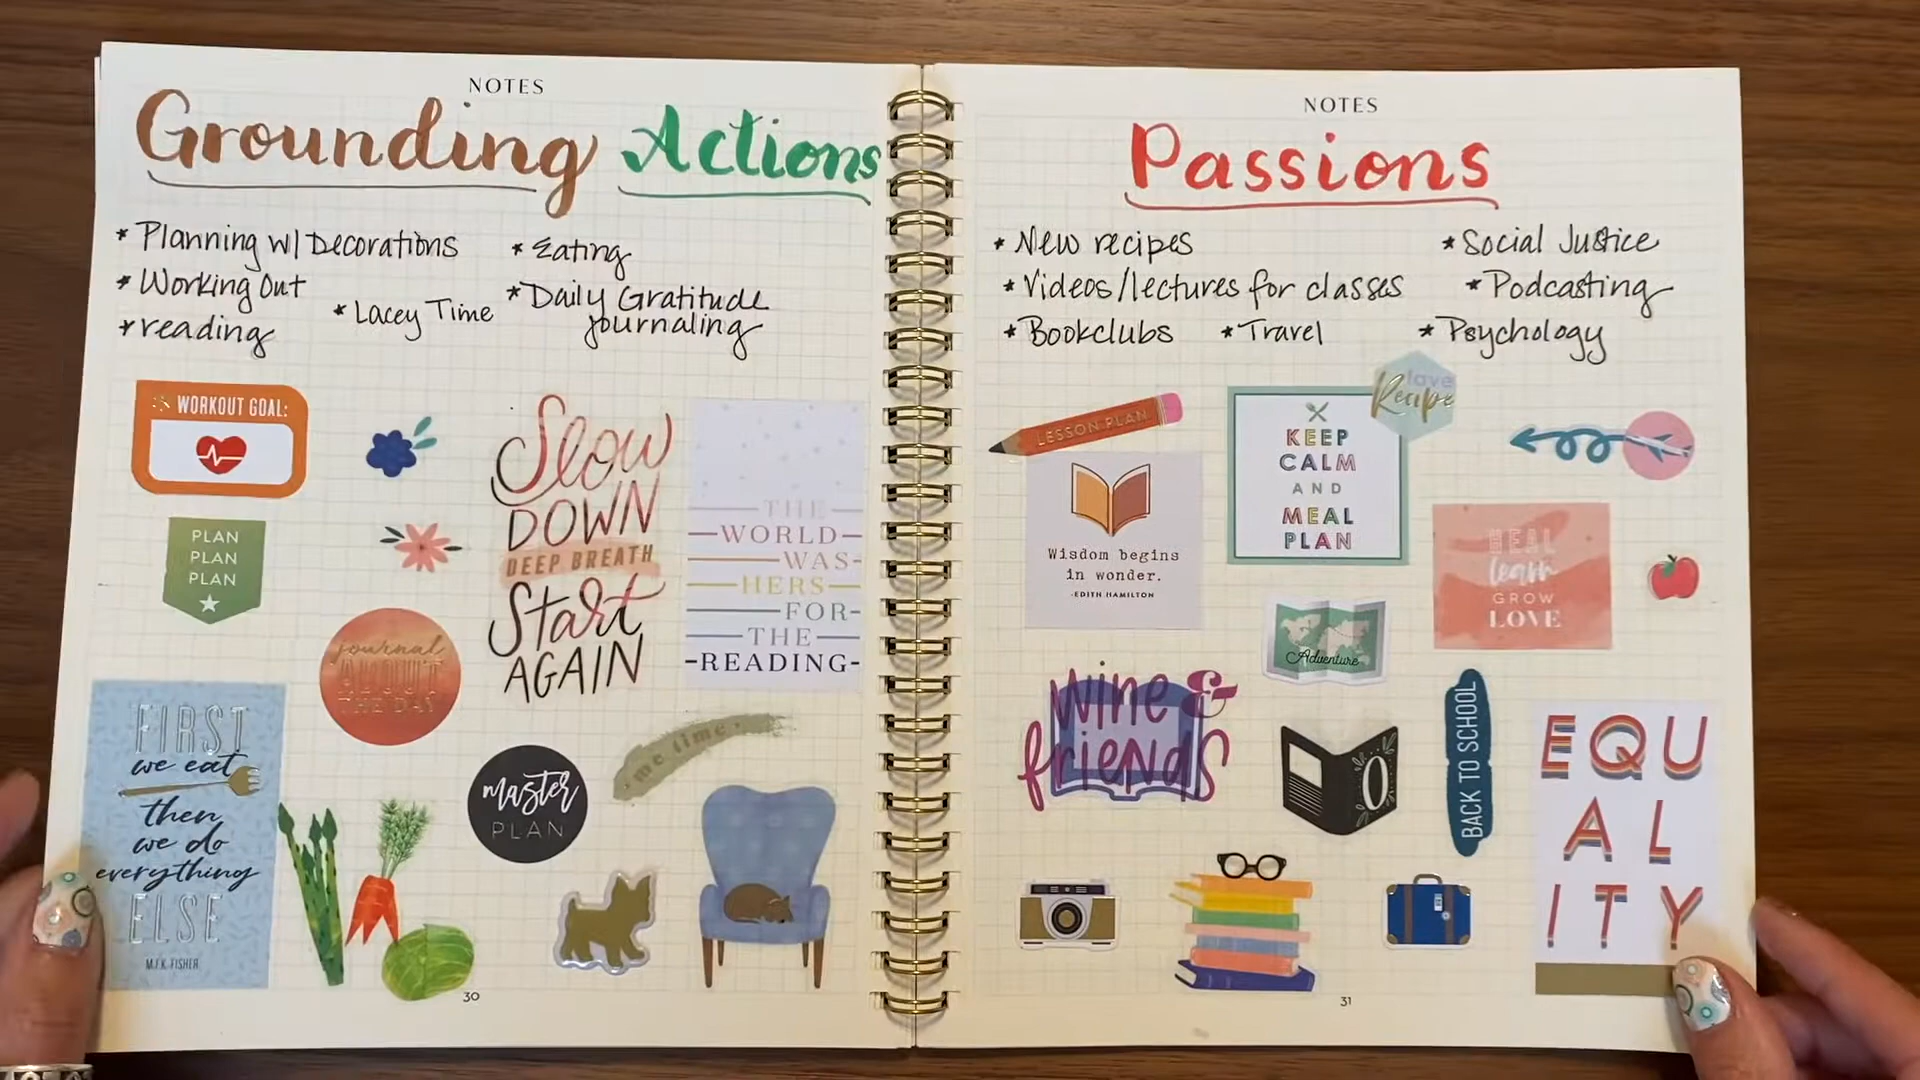 NOTES
Grounding Actions
* Planning w/ Decorations
* Working Out
* reading
* Lacey Time
* Eating
* Daily Gratitude
journaling
WORKOUT GOAL:
PLAN
PLAN
PLAN
Slow
DOWN
DEEP BREATH
Start
AGAIN
THE
WORLD
WAS
HERS
FOR
THE
READING
journal
ABOUT
THE DAY
FIRST
we eat
then
we do
everything
ELSE
M.F.K. FISHER
master
PLAN
me time
30
NOTES
Passions
* New recipes
* Videos/lectures for classes
* Bookclubs
* Travel
* Social Justice
* Podcasting
* Psychology
LESSON PLAN
Wisdom begins
in wonder.
-EDITH HAMILTON
KEEP
CALM
AND
MEAL
PLAN
love
Recipe
HEAL
learn
GROW
LOVE
Adventure
wine &
friends
BACK TO SCHOOL
EQU
AL
ITY
31